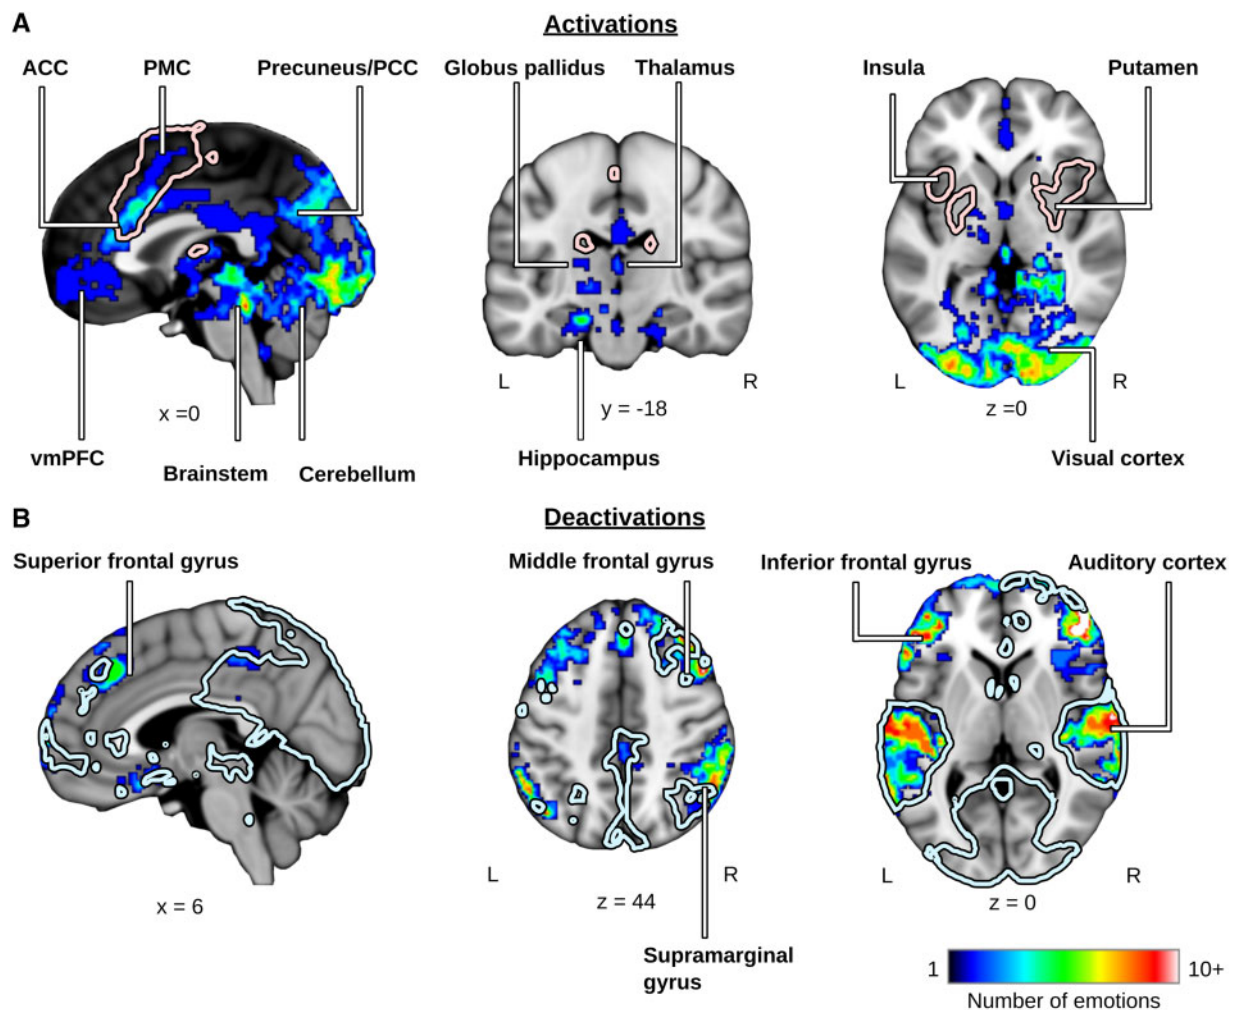 A
Activations
ACC PMC Precuneus/PCC Globus pallidus Thalamus Insula Putamen
L R L R
x =0 y = -18 z =0
vmPFC Brainstem Cerebellum Hippocampus Visual cortex
B
Deactivations
Superior frontal gyrus Middle frontal gyrus Inferior frontal gyrus Auditory cortex
L R L R
x = 6 z = 44 z = 0
Supramarginal
gyrus
1 10+
Number of emotions